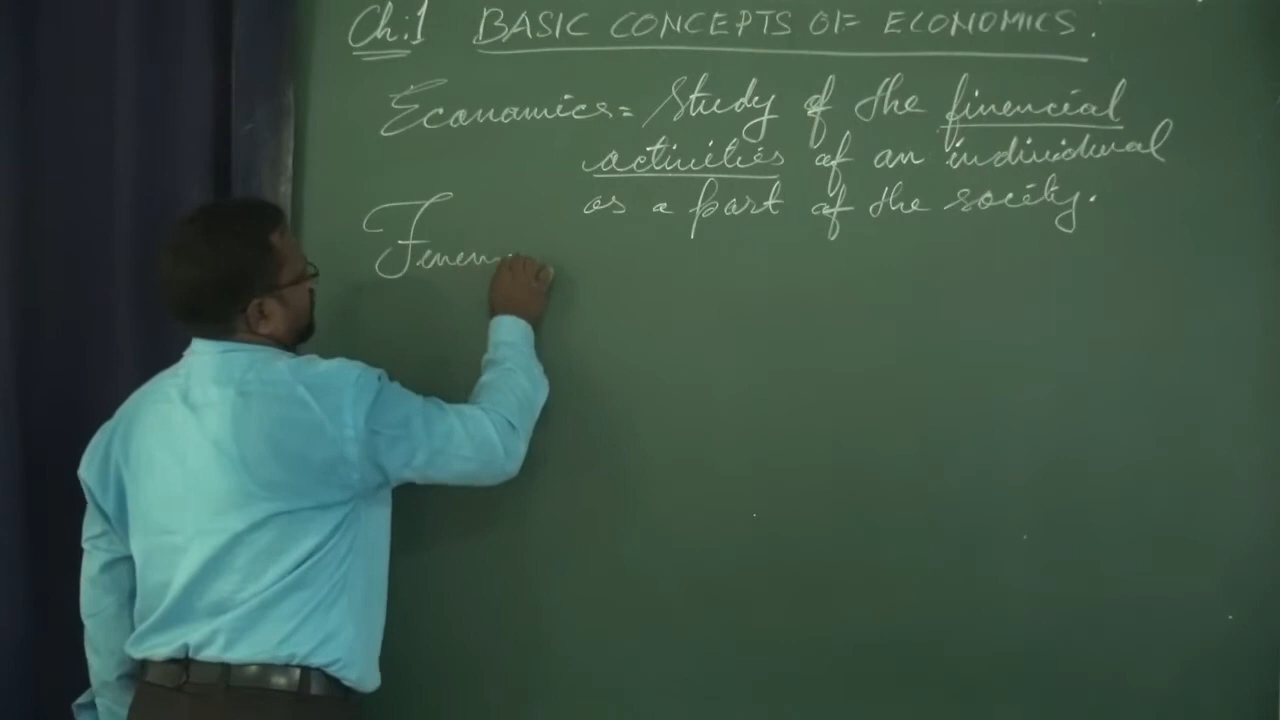 Ch:1 BASIC CONCEPTS OF ECONOMICS.
Economics = Study of the financial
activities of an individual
as a part of the society.